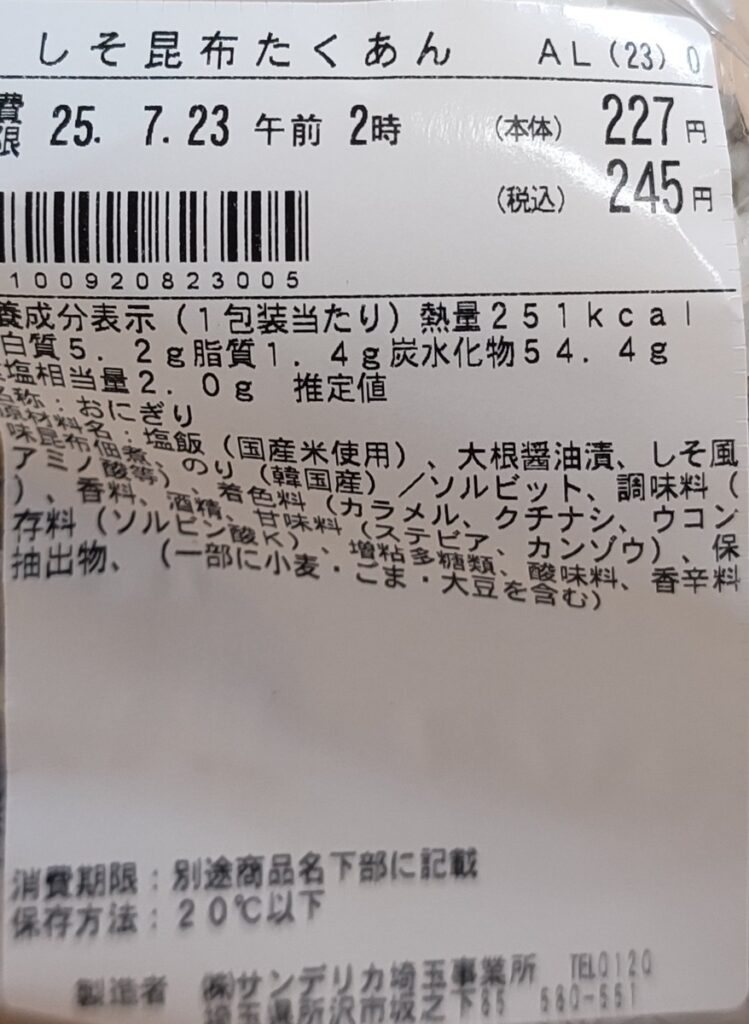 しそ昆布たくあん AL(23)0
費限 25. 7.23 午前 2時 (本体) 227円
(税込) 245円
100920823005
養成分表示(1包装当たり)熱量251kcal
白質5.2g脂質1.4g炭水化物54.4g
塩相当量2.0g 推定値
名称:おにぎり
原材料名:塩飯(国産米使用)、大根醤油漬、しそ風
味昆布佃煮、のり(韓国産)/ソルビット、調味料(
アミノ酸等)、着色料(カラメル、クチナシ、ウコン
)、香料、酒精、甘味料(ステビア、カンゾウ)、保
存料(ソルビン酸K)、増粘多糖類、酸味料、香辛料
抽出物、(一部に小麦・ごま・大豆を含む)
消費期限:別途商品名下部に記載
保存方法:20℃以下
製造者 ㈱サンデリカ埼玉事業所 TEL0120
埼玉県所沢市坂之下85 580-551